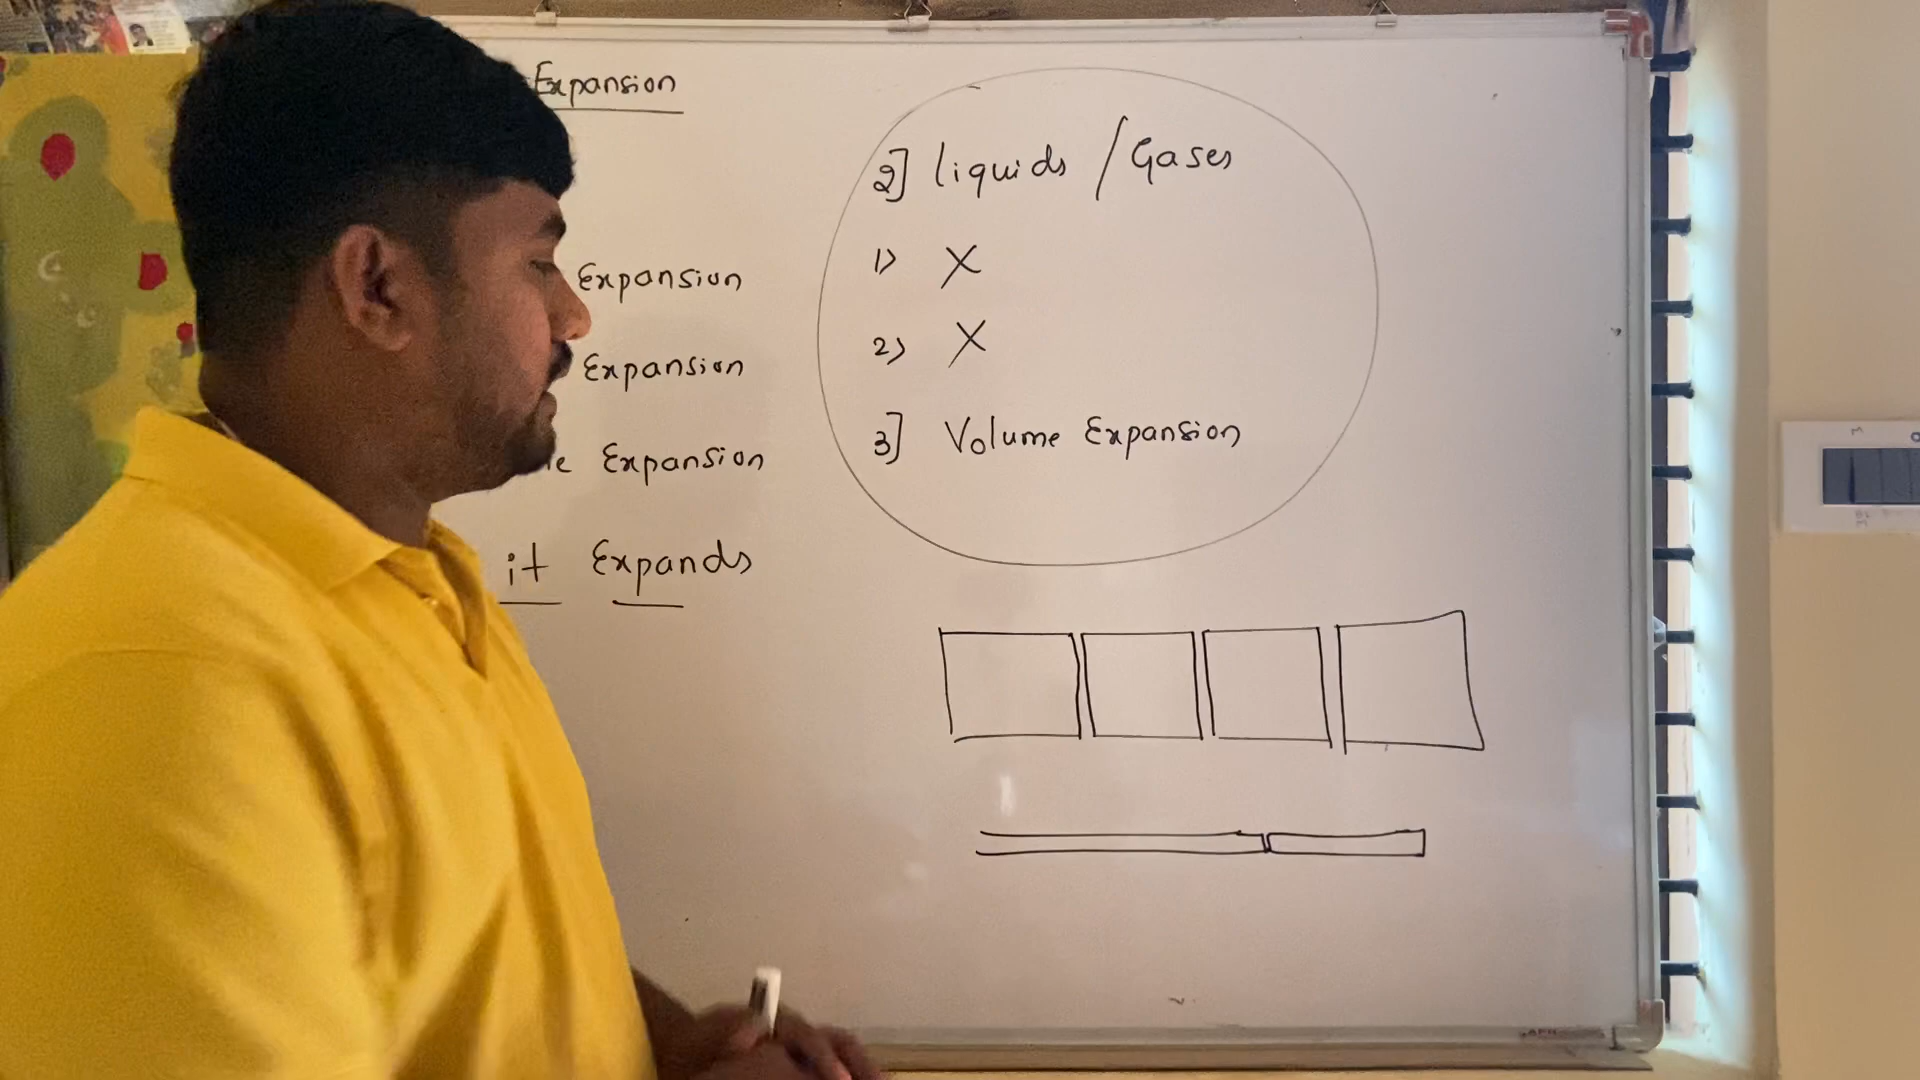 Expansion
Expansion
Expansion
e Expansion
it Expands
2] liquids / Gases
1) X
2) X
3] Volume Expansion